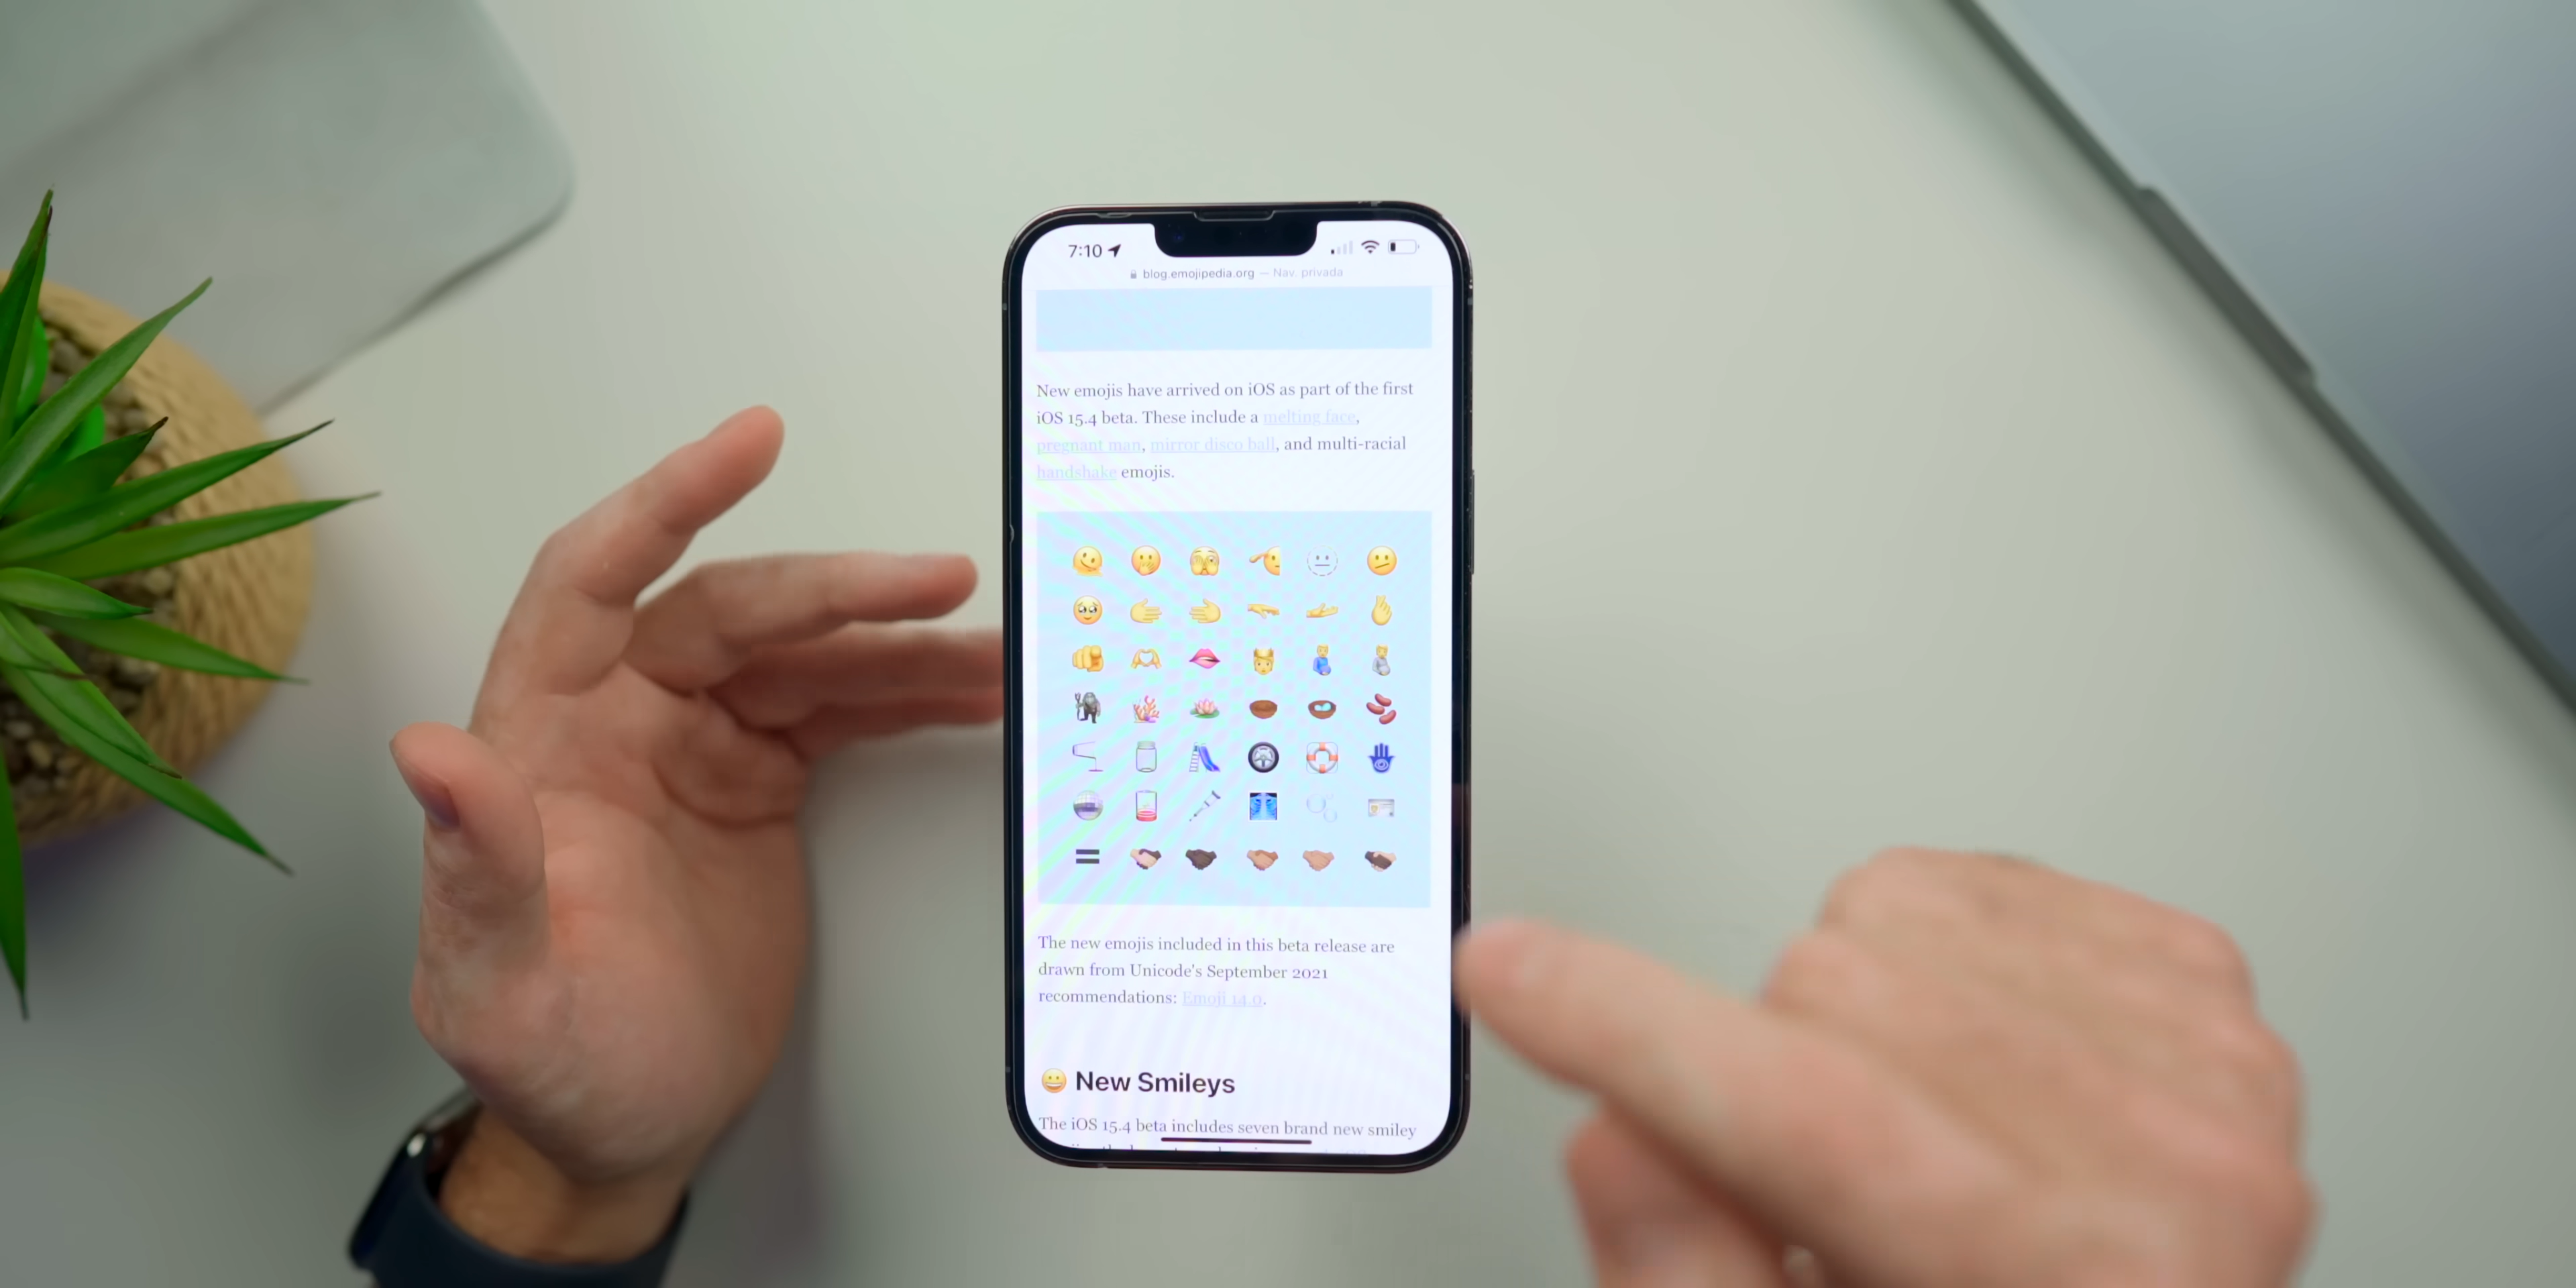 7:10
blog.emojipedia.org — Nav. privada
New emojis have arrived on iOS as part of the first
iOS 15.4 beta. These include a melting face,
pregnant man, mirror disco ball, and multi-racial
handshake emojis.
The new emojis included in this beta release are
drawn from Unicode's September 2021
recommendations: Emoji 14.0.
😀 New Smileys
The iOS 15.4 beta includes seven brand new smiley